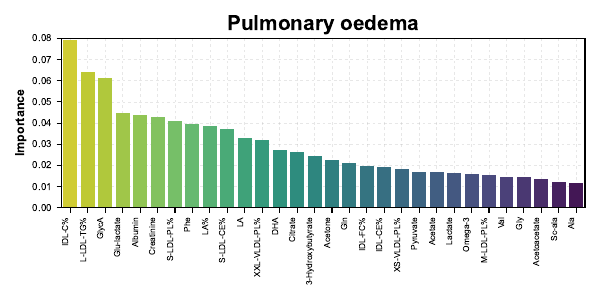 Pulmonary oedema
Importance
0.08
0.07
0.06
0.05
0.04
0.03
0.02
0.01
0.00
IDL-C%
L-LDL-TG%
GlycA
Glu-lactate
Albumin
Creatinine
S-LDL-PL%
Phe
LA%
S-LDL-CE%
LA
XXL-VLDL-PL%
DHA
Citrate
3-Hydroxybutyrate
Acetone
Gln
IDL-FC%
IDL-CE%
XS-VLDL-PL%
Pyruvate
Acetate
Lactate
Omega-3
M-LDL-PL%
Val
Gly
Acetoacetate
Sc-ala
Ala